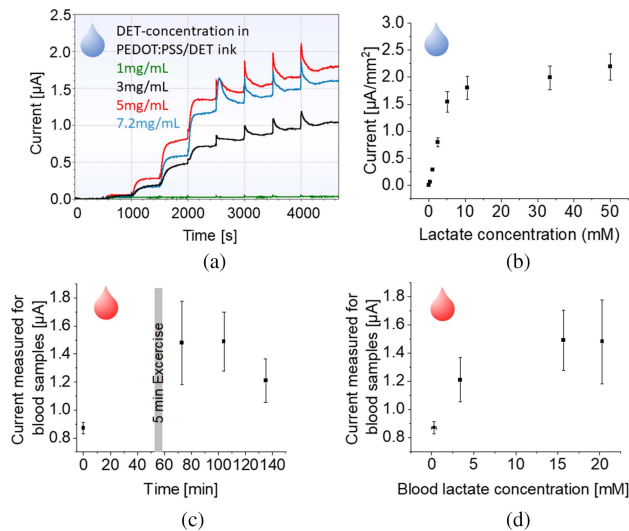 (a)
DET-concentration in
PEDOT:PSS/DET ink
1mg/mL
3mg/mL
5mg/mL
7.2mg/mL
Current [µA]
2.5
2.0
1.5
1.0
0.5
0.0
0 1000 2000 3000 4000
Time [s]
(a)
Current [µA/mm²]
3.0
2.5
2.0
1.5
1.0
0.5
0.0
0 10 20 30 40 50
Lactate concentration (mM)
(b)
Current measured for
blood samples [µA]
1.8
1.6
1.4
1.2
1.0
0.8
5 min Excercise
0 20 40 60 80 100 120 140
Time [min]
(c)
Current measured for
blood samples [µA]
1.8
1.6
1.4
1.2
1.0
0.8
0 5 10 15 20
Blood lactate concentration [mM]
(d)